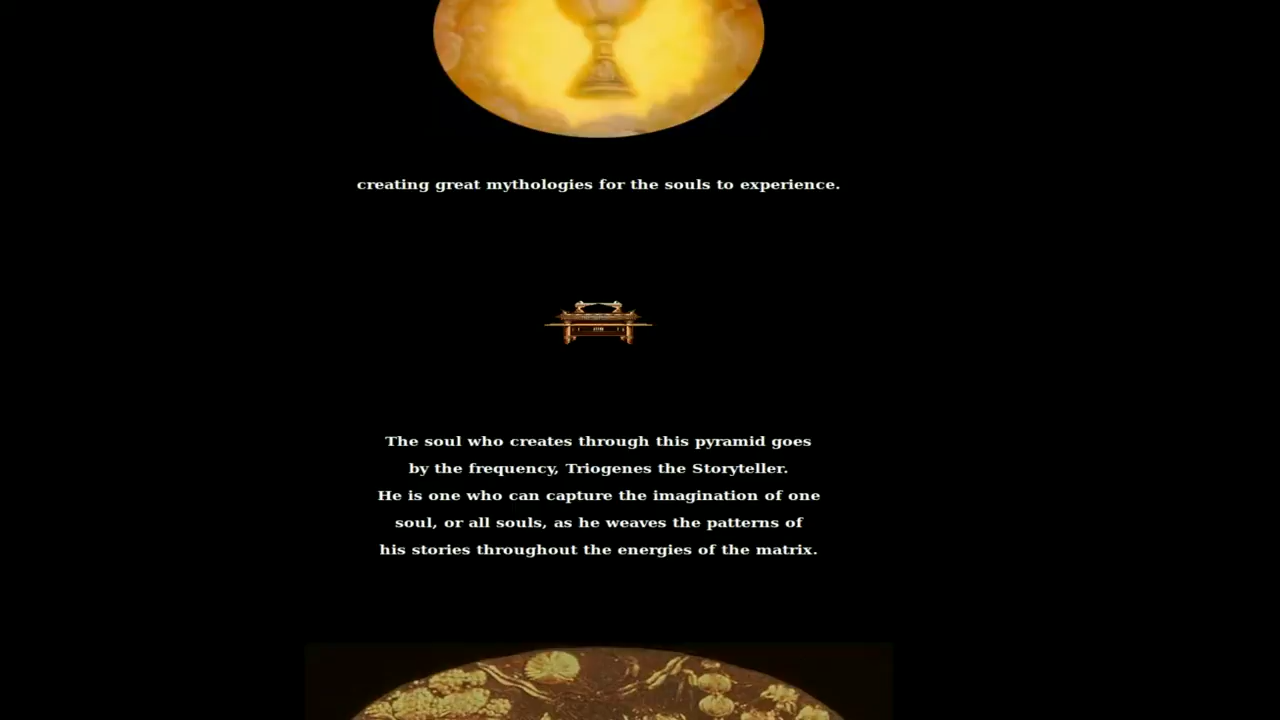 creating great mythologies for the souls to experience.
The soul who creates through this pyramid goes
by the frequency, Triogenes the Storyteller.
He is one who can capture the imagination of one
soul, or all souls, as he weaves the patterns of
his stories throughout the energies of the matrix.